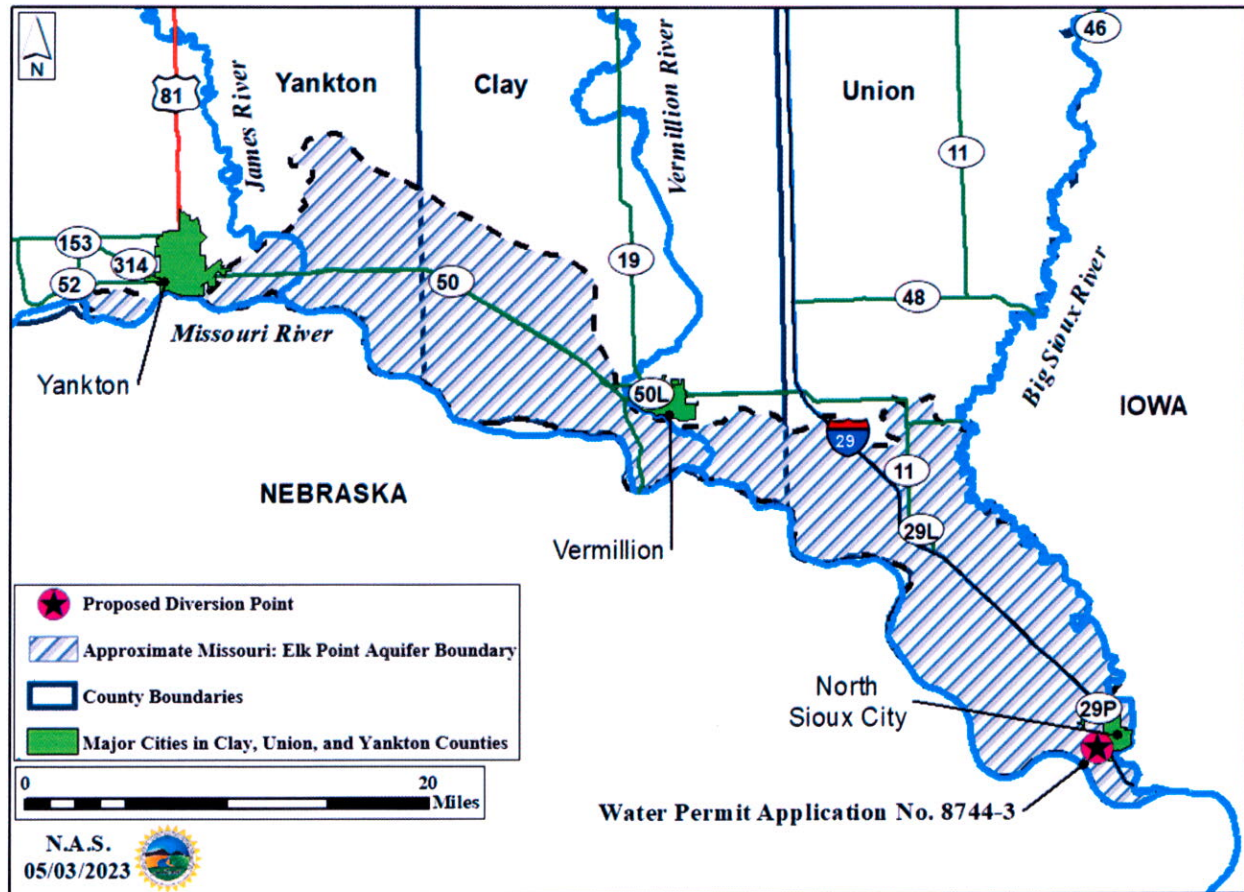 N
46
81
Yankton
Clay
Union
James River
Vermillion River
11
Big Sioux River
153
314
52
50
19
48
Missouri River
Yankton
50L
IOWA
29
11
NEBRASKA
29L
Vermillion
Proposed Diversion Point
Approximate Missouri: Elk Point Aquifer Boundary
County Boundaries
Major Cities in Clay, Union, and Yankton Counties
North
Sioux City
29P
0
20
Miles
Water Permit Application No. 8744-3
N.A.S.
05/03/2023